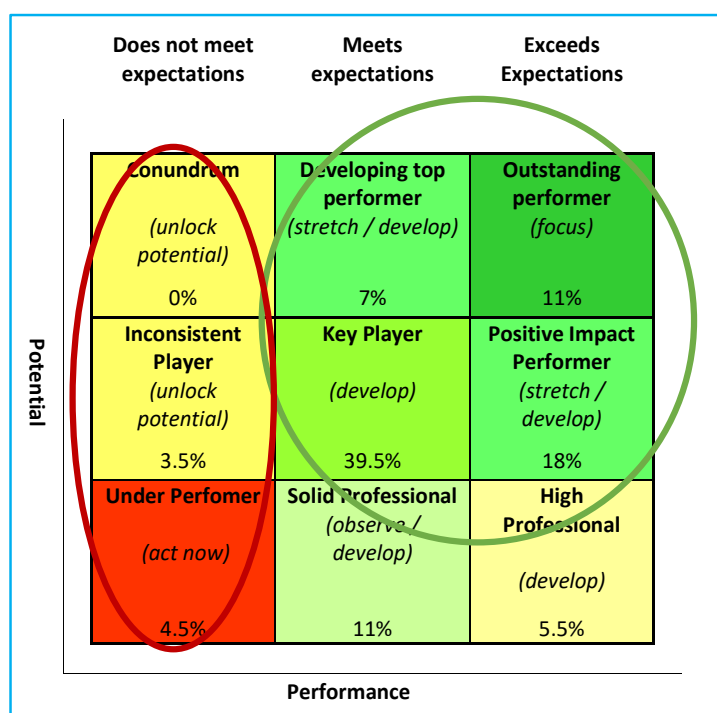 Does not meet
expectations
Meets
expectations
Exceeds
Expectations
Potential
Conundrum
(unlock
potential)
0%
Developing top
performer
(stretch / develop)
7%
Outstanding
performer
(focus)
11%
Inconsistent
Player
(unlock
potential)
3.5%
Key Player
(develop)
39.5%
Positive Impact
Performer
(stretch /
develop)
18%
Under Perfomer
(act now)
4.5%
Solid Professional
(observe /
develop)
11%
High
Professional
(develop)
5.5%
Performance